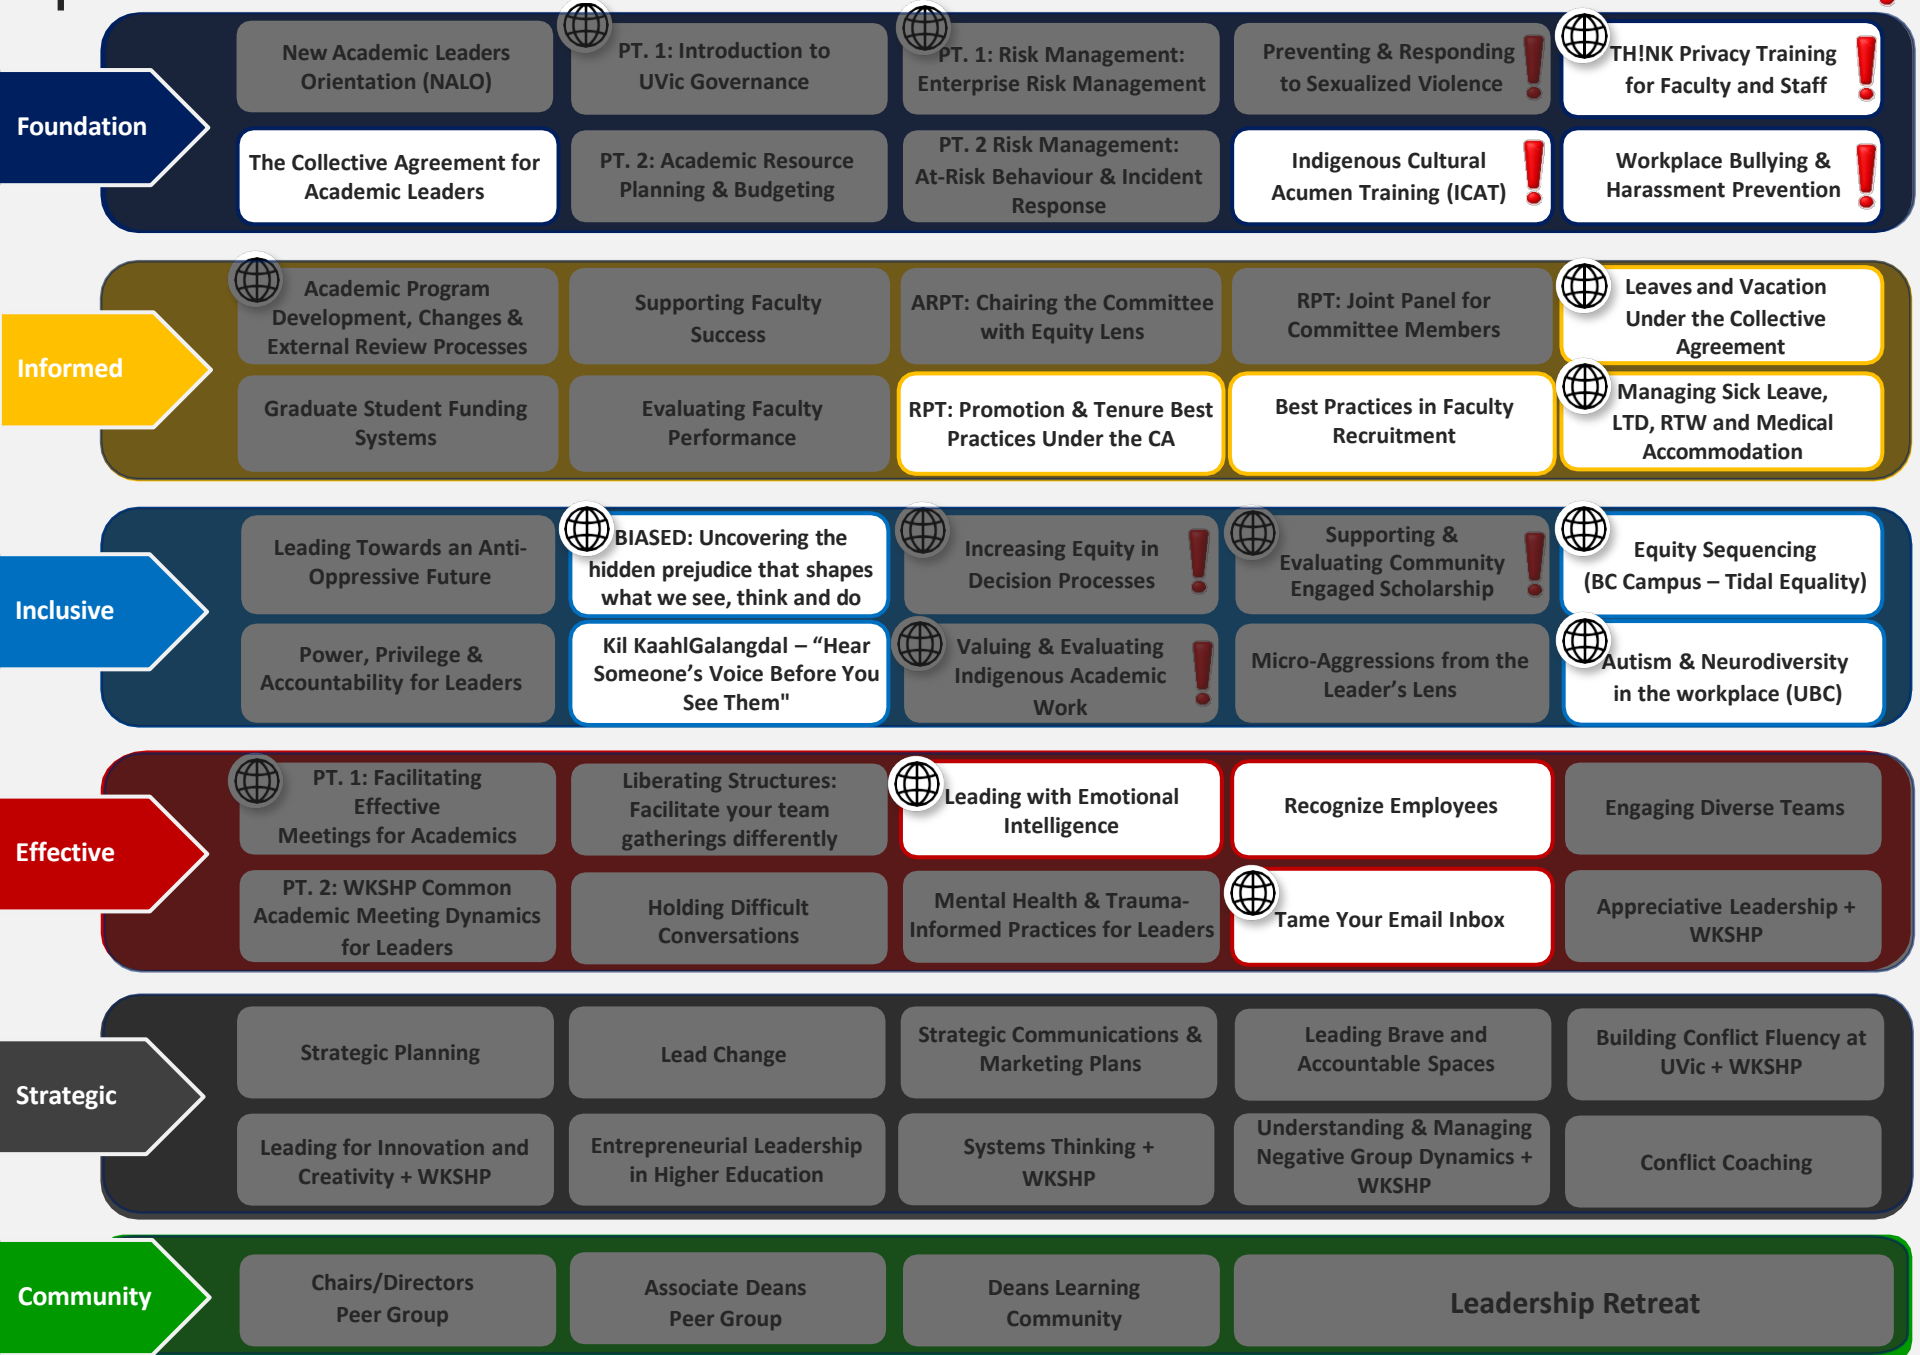 Foundation
New Academic Leaders
Orientation (NALO)
PT. 1: Introduction to
UVic Governance
PT. 1: Risk Management:
Enterprise Risk Management
Preventing & Responding
to Sexualized Violence
TH!NK Privacy Training
for Faculty and Staff
The Collective Agreement for
Academic Leaders
PT. 2: Academic Resource
Planning & Budgeting
PT. 2 Risk Management:
At-Risk Behaviour & Incident
Response
Indigenous Cultural
Acumen Training (ICAT)
Workplace Bullying &
Harassment Prevention
Informed
Academic Program
Development, Changes &
External Review Processes
Supporting Faculty
Success
ARPT: Chairing the Committee
with Equity Lens
RPT: Joint Panel for
Committee Members
Leaves and Vacation
Under the Collective
Agreement
Graduate Student Funding
Systems
Evaluating Faculty
Performance
RPT: Promotion & Tenure Best
Practices Under the CA
Best Practices in Faculty
Recruitment
Managing Sick Leave,
LTD, RTW and Medical
Accommodation
Inclusive
Leading Towards an Anti-
Oppressive Future
BIASED: Uncovering the
hidden prejudice that shapes
what we see, think and do
Increasing Equity in
Decision Processes
Supporting &
Evaluating Community
Engaged Scholarship
Equity Sequencing
(BC Campus – Tidal Equality)
Power, Privilege &
Accountability for Leaders
Kil KaahlGalangdal – “Hear
Someone’s Voice Before You
See Them"
Valuing & Evaluating
Indigenous Academic
Work
Micro-Aggressions from the
Leader’s Lens
Autism & Neurodiversity
in the workplace (UBC)
Effective
PT. 1: Facilitating
Effective
Meetings for Academics
Liberating Structures:
Facilitate your team
gatherings differently
Leading with Emotional
Intelligence
Recognize Employees
Engaging Diverse Teams
PT. 2: WKSHP Common
Academic Meeting Dynamics
for Leaders
Holding Difficult
Conversations
Mental Health & Trauma-
Informed Practices for Leaders
Tame Your Email Inbox
Appreciative Leadership +
WKSHP
Strategic
Strategic Planning
Lead Change
Strategic Communications &
Marketing Plans
Leading Brave and
Accountable Spaces
Building Conflict Fluency at
UVic + WKSHP
Leading for Innovation and
Creativity + WKSHP
Entrepreneurial Leadership
in Higher Education
Systems Thinking +
WKSHP
Understanding & Managing
Negative Group Dynamics +
WKSHP
Conflict Coaching
Community
Chairs/Directors
Peer Group
Associate Deans
Peer Group
Deans Learning
Community
Leadership Retreat